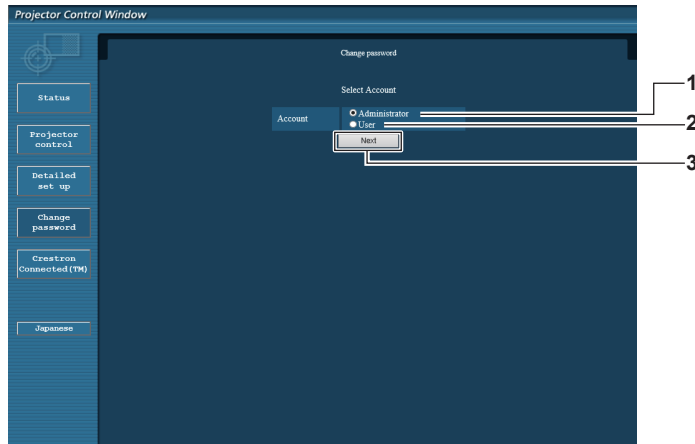 Projector Control Window
Change password
Select Account
Account
Administrator
User
Next
Status
Projector
control
Detailed
set up
Change
password
Crestron
Connected(TM)
Japanese
1
2
3